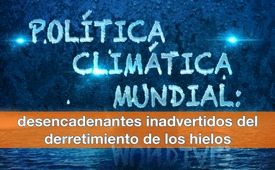 POLÍTICA
CLIMÁTICA
MUNDIAL:
desencadenantes inadvertidos del
derretimiento de los hielos